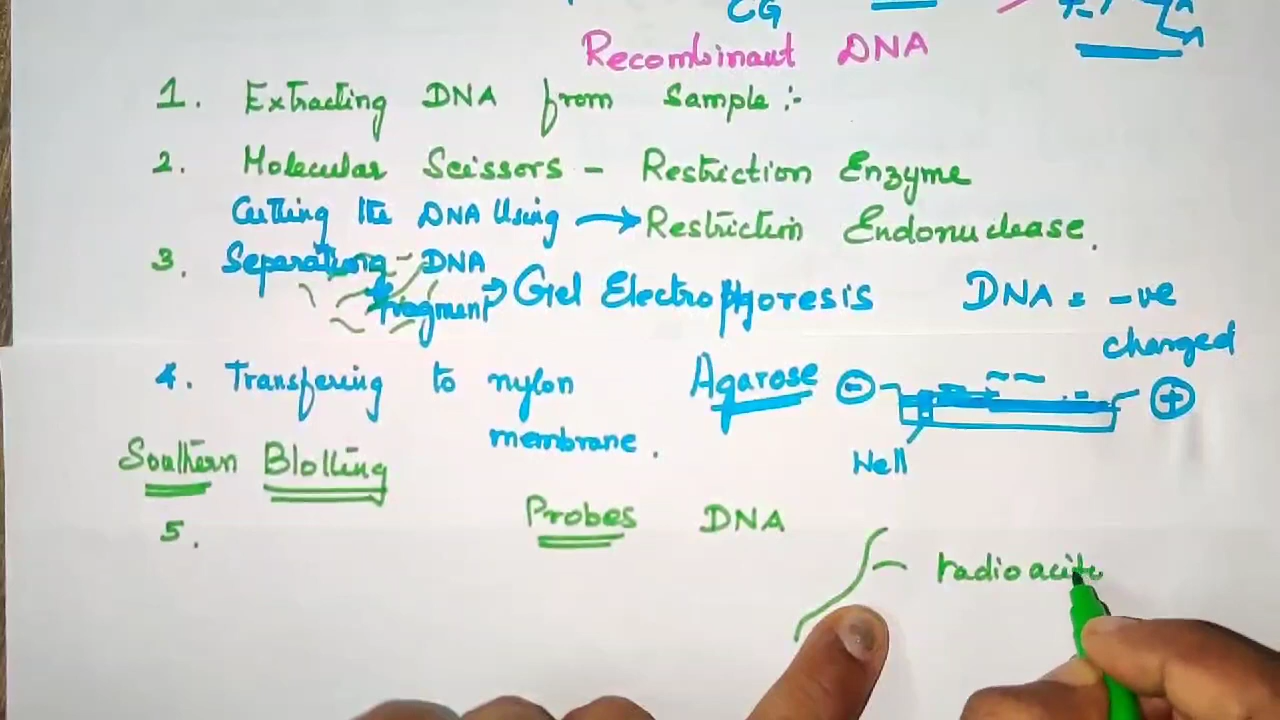 CG
Recombinant DNA
1. Extracting DNA from Sample :-
2. Molecular Scissors - Restriction Enzyme
Cutting the DNA Using → Restriction Endonuclease.
3. Separating - DNA
fragment → Gel Electrophoresis DNA = -ve
charged
4. Transfering to nylon Agarose - +
membrane. Well
Southern Blotting
5. Probes DNA
radioacite